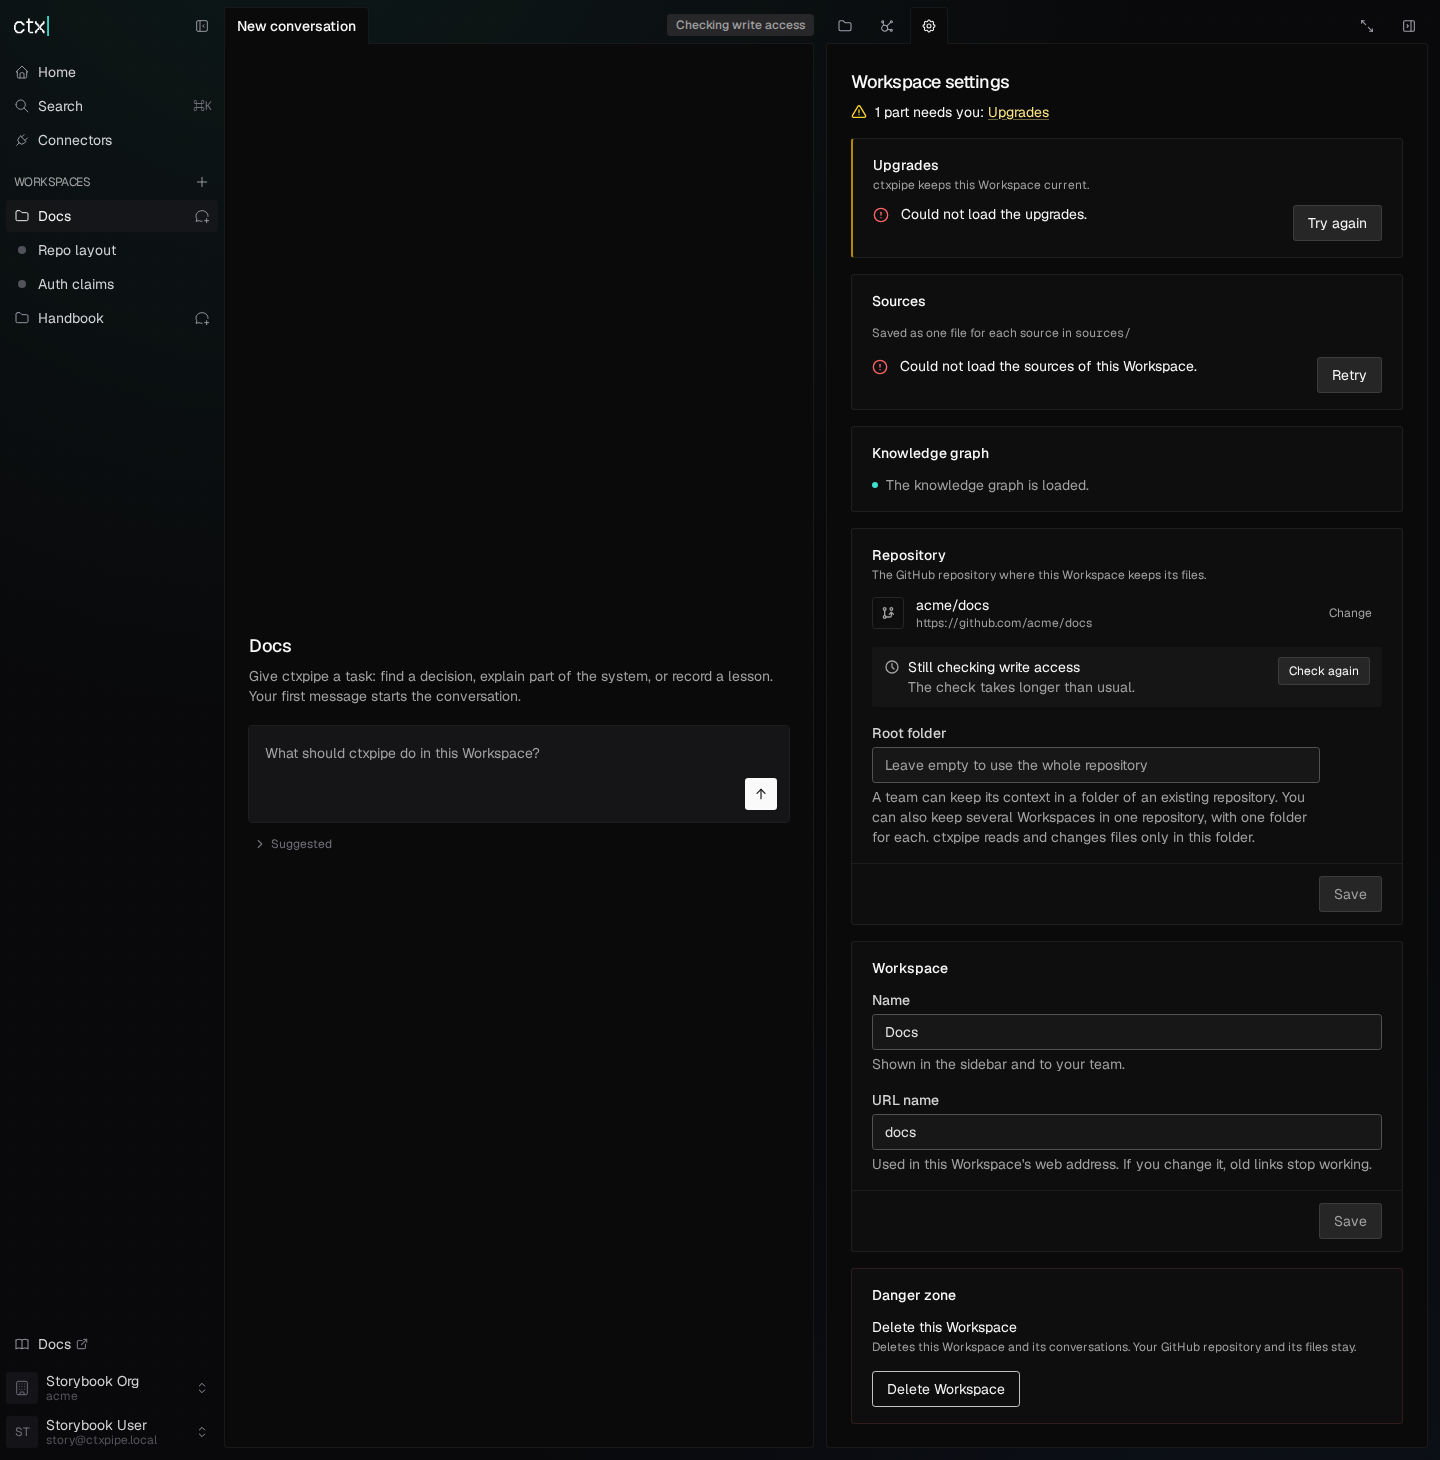 ctx
Home
Search ⌘K
Connectors
WORKSPACES
Docs
Repo layout
Auth claims
Handbook
Docs
Storybook Org
acme
ST
Storybook User
story@ctxpipe.local
New conversation
Checking write access
Docs
Give ctxpipe a task: find a decision, explain part of the system, or record a lesson.
Your first message starts the conversation.
What should ctxpipe do in this Workspace?
Suggested
Workspace settings
1 part needs you: Upgrades
Upgrades
ctxpipe keeps this Workspace current.
Could not load the upgrades.
Try again
Sources
Saved as one file for each source in sources/
Could not load the sources of this Workspace.
Retry
Knowledge graph
The knowledge graph is loaded.
Repository
The GitHub repository where this Workspace keeps its files.
acme/docs
https://github.com/acme/docs
Change
Still checking write access
The check takes longer than usual.
Check again
Root folder
Leave empty to use the whole repository
A team can keep its context in a folder of an existing repository. You
can also keep several Workspaces in one repository, with one folder
for each. ctxpipe reads and changes files only in this folder.
Save
Workspace
Name
Docs
Shown in the sidebar and to your team.
URL name
docs
Used in this Workspace's web address. If you change it, old links stop working.
Save
Danger zone
Delete this Workspace
Deletes this Workspace and its conversations. Your GitHub repository and its files stay.
Delete Workspace